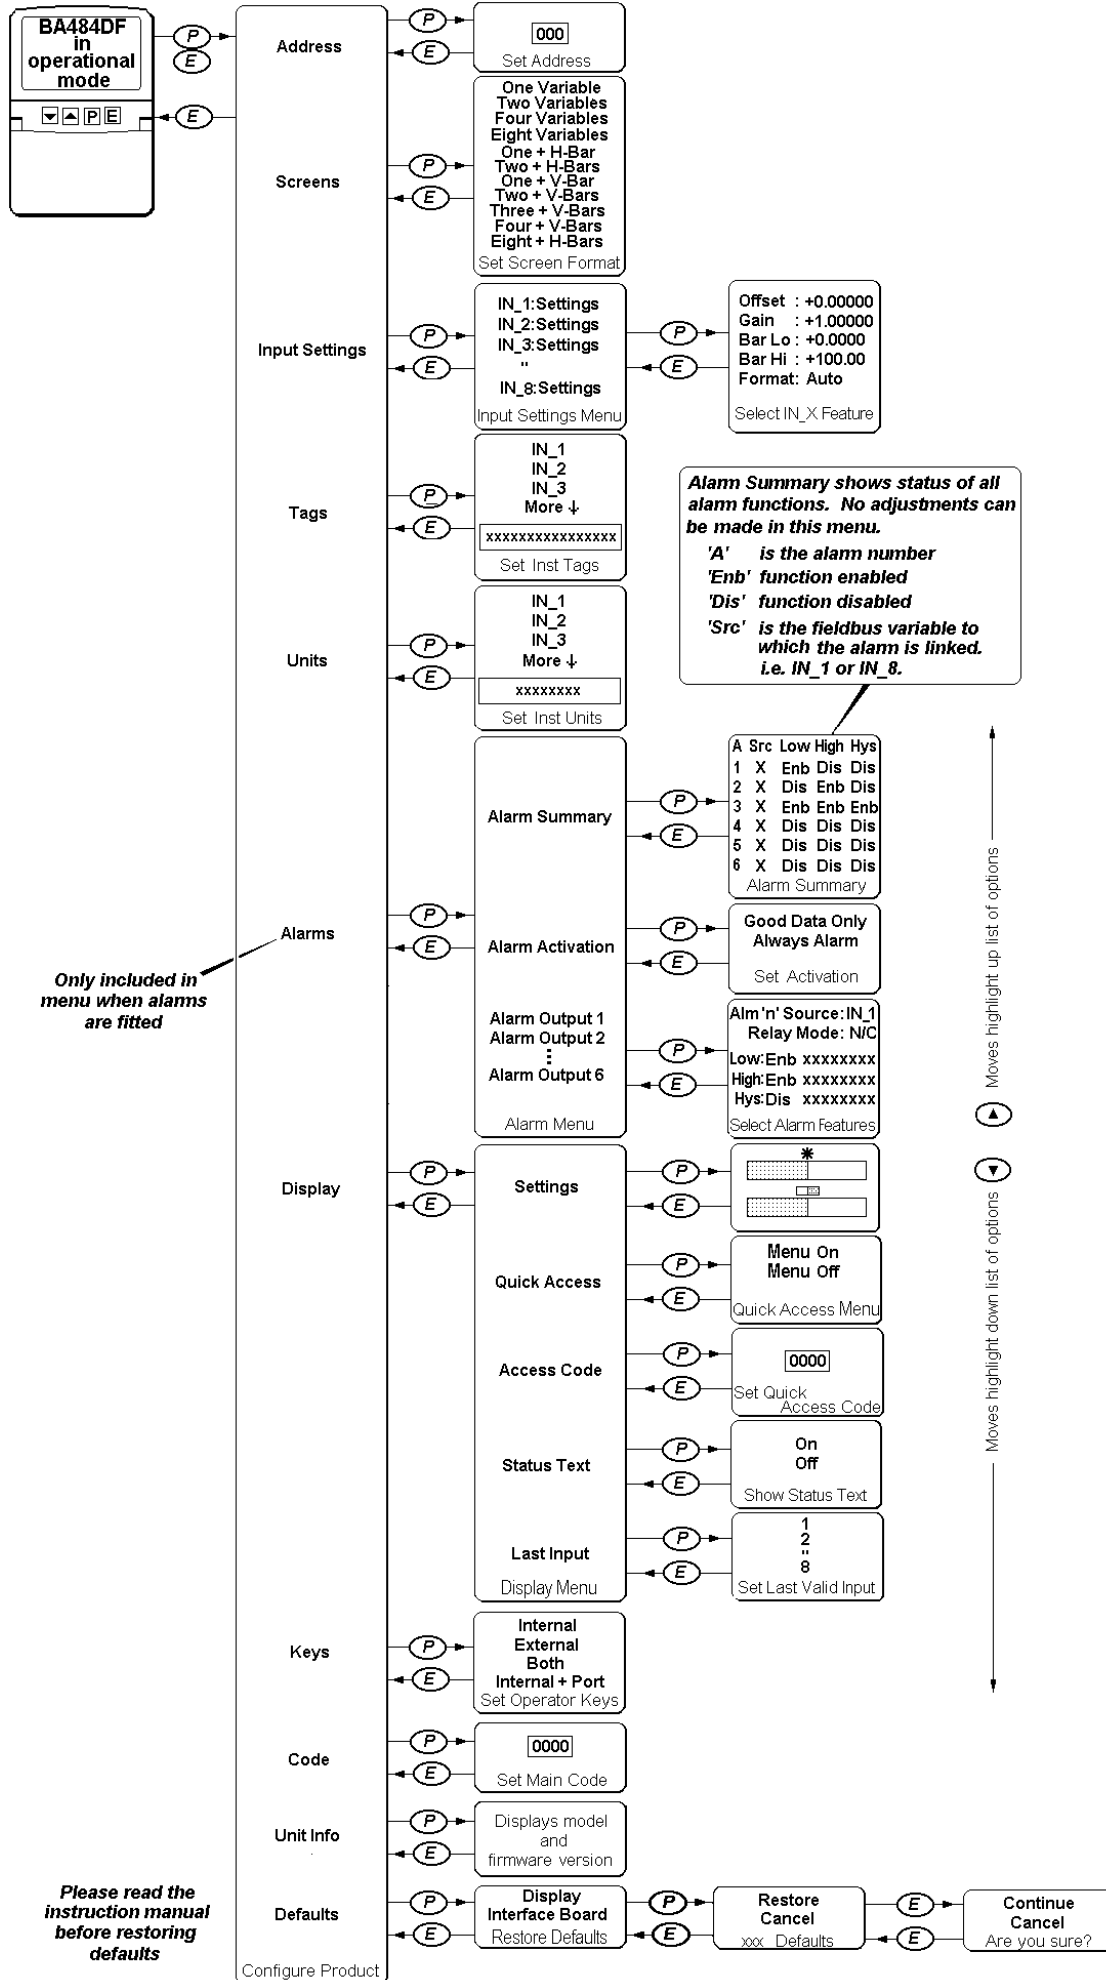 BA484DF
in
operational
mode
P
E
P E
E
Address
P
E
000
Set Address
Screens
P
E
One Variable
Two Variables
Four Variables
Eight Variables
One + H-Bar
Two + H-Bars
One + V-Bar
Two + V-Bars
Three + V-Bars
Four + V-Bars
Eight + H-Bars
Set Screen Format
Input Settings
P
E
IN_1:Settings
IN_2:Settings
IN_3:Settings
"
IN_8:Settings
Input Settings Menu
P
E
Offset : +0.00000
Gain : +1.00000
Bar Lo : +0.0000
Bar Hi : +100.00
Format: Auto
Select IN_X Feature
Tags
P
E
IN_1
IN_2
IN_3
More ↓
xxxxxxxxxxxxxxxx
Set Inst Tags
Units
P
E
IN_1
IN_2
IN_3
More ↓
xxxxxxxx
Set Inst Units
Alarm Summary shows status of all
alarm functions. No adjustments can
be made in this menu.
'A' is the alarm number
'Enb' function enabled
'Dis' function disabled
'Src' is the fieldbus variable to
which the alarm is linked.
i.e. IN_1 or IN_8.
Alarms
Only included in
menu when alarms
are fitted
P
E
Alarm Summary
P
E
A Src Low High Hys
1 X Enb Dis Dis
2 X Dis Enb Dis
3 X Enb Enb Enb
4 X Dis Dis Dis
5 X Dis Dis Dis
6 X Dis Dis Dis
Alarm Summary
Alarm Activation
P
E
Good Data Only
Always Alarm
Set Activation
Alarm Output 1
Alarm Output 2
Alarm Output 6
Alarm Menu
P
E
Alm 'n' Source: IN_1
Relay Mode: N/C
Low:Enb xxxxxxxx
High:Enb xxxxxxxx
Hys:Dis xxxxxxxx
Select Alarm Features
Moves highlight up list of options
Moves highlight down list of options
Display
P
E
Settings
P
E
✱
Quick Access
P
E
Menu On
Menu Off
Quick Access Menu
Access Code
P
E
0000
Set Quick
Access Code
Status Text
P
E
On
Off
Show Status Text
Last Input
Display Menu
P
E
1
2
"
8
Set Last Valid Input
Keys
P
E
Internal
External
Both
Internal + Port
Set Operator Keys
Code
P
E
0000
Set Main Code
Unit Info
P
E
Displays model
and
firmware version
Please read the
instruction manual
before restoring
defaults
Defaults
P
E
Display
Interface Board
Restore Defaults
P
E
Restore
Cancel
xxx Defaults
E
E
Continue
Cancel
Are you sure?
Configure Product